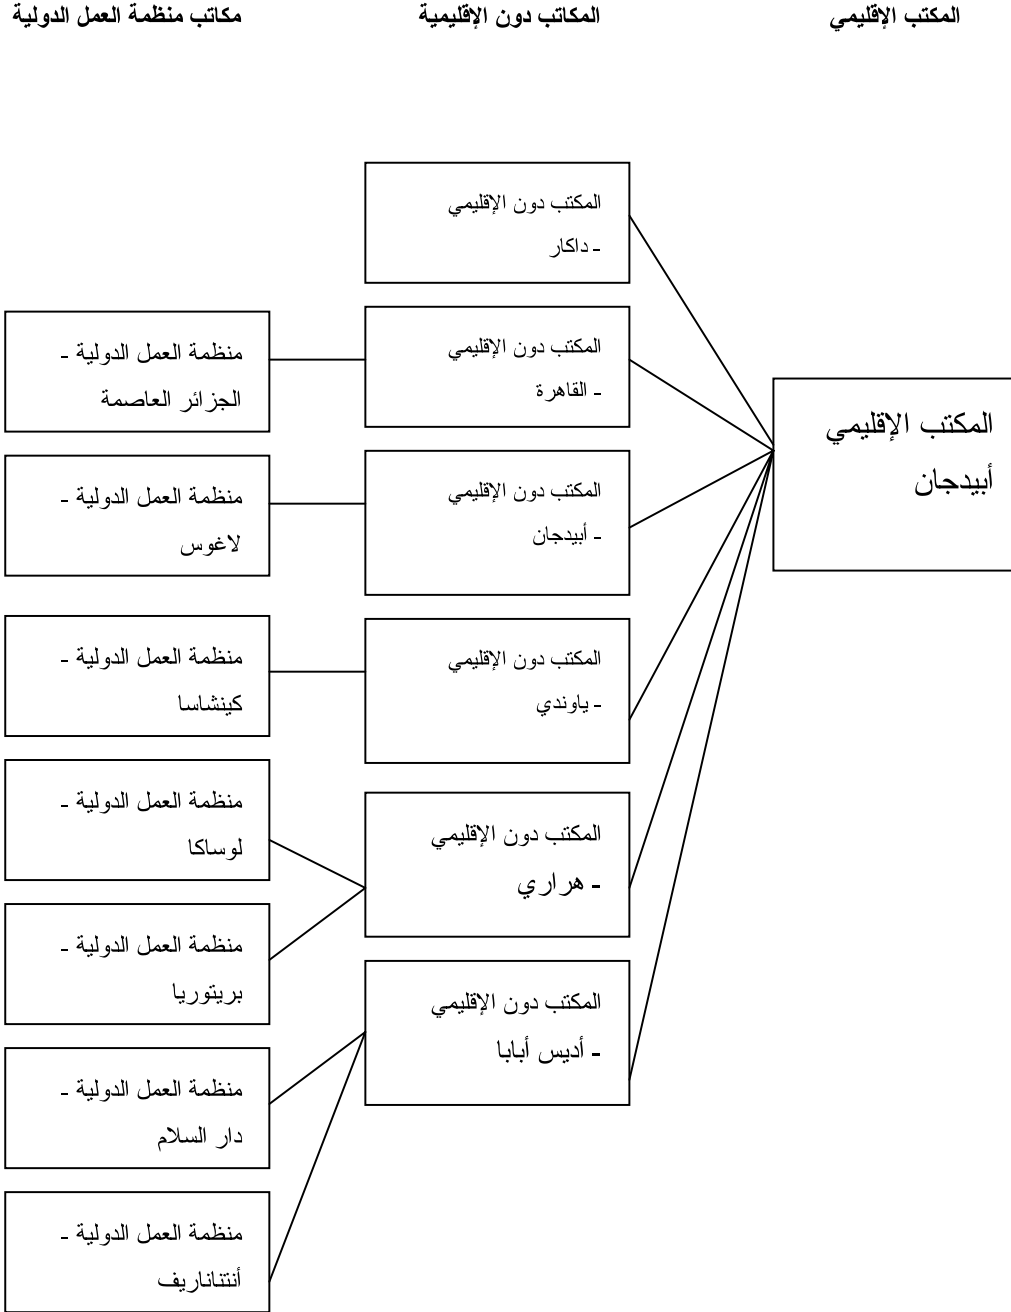 المكتب الإقليمي
المكاتب دون الإقليمية
مكاتب منظمة العمل الدولية
المكتب الإقليمي
أبيدجان
المكتب دون الإقليمي
- داكار
المكتب دون الإقليمي
- القاهرة
المكتب دون الإقليمي
- أبيدجان
المكتب دون الإقليمي
- ياوندي
المكتب دون الإقليمي
- هراري
المكتب دون الإقليمي
- أديس أبابا
منظمة العمل الدولية -
الجزائر العاصمة
منظمة العمل الدولية -
لاغوس
منظمة العمل الدولية -
كينشاسا
منظمة العمل الدولية -
لوساكا
منظمة العمل الدولية -
بريتوريا
منظمة العمل الدولية -
دار السلام
منظمة العمل الدولية -
أنتناناريف